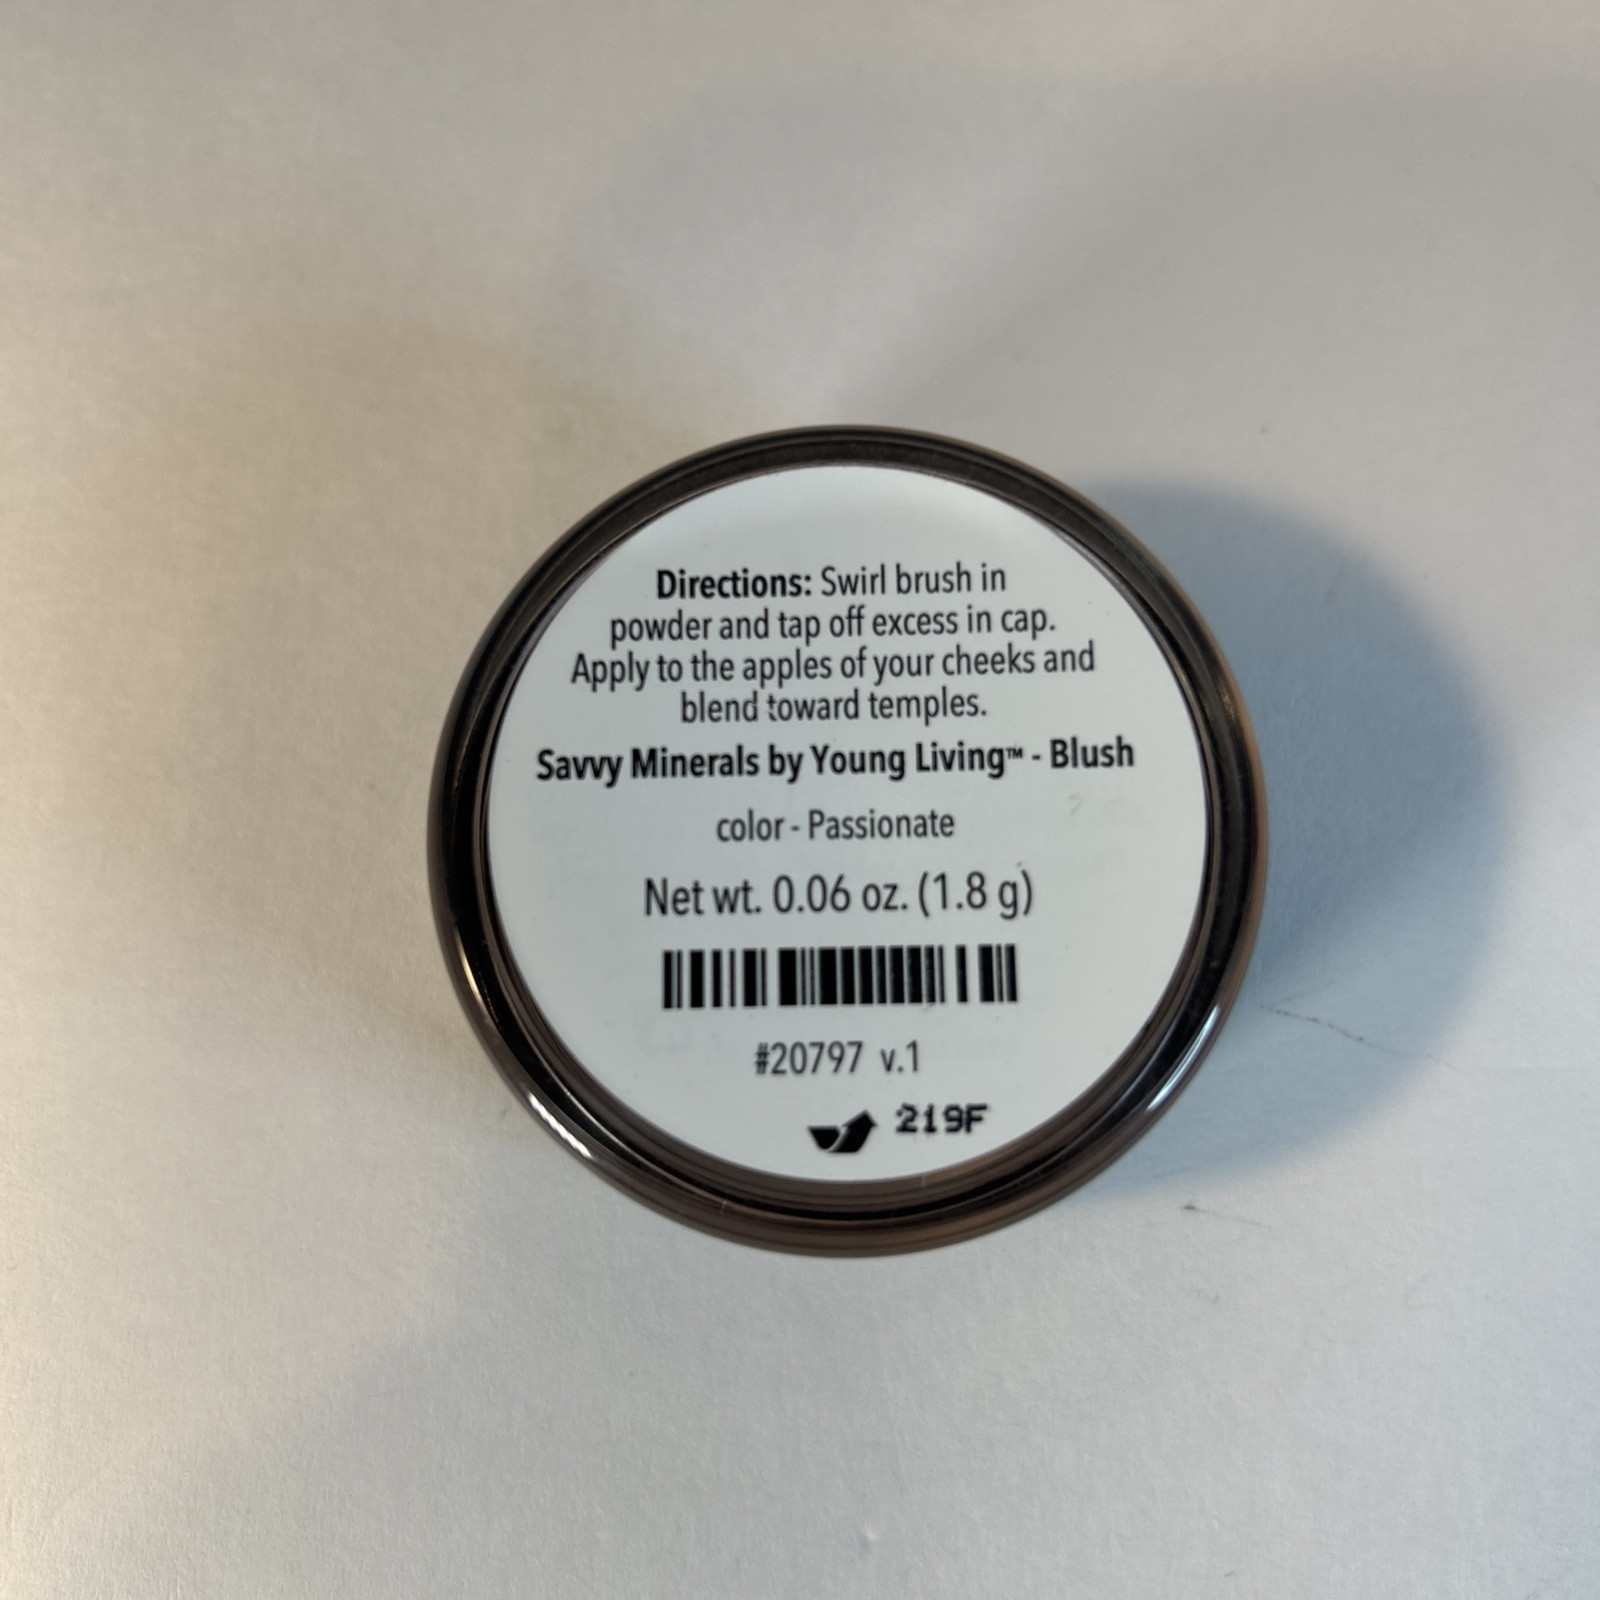 Directions: Swirl brush in
powder and tap off excess in cap.
Apply to the apples of your cheeks and
blend toward temples.
Savvy Minerals by Young Living™ - Blush
color - Passionate
Net wt. 0.06 oz. (1.8 g)
#20797 v.1
219F